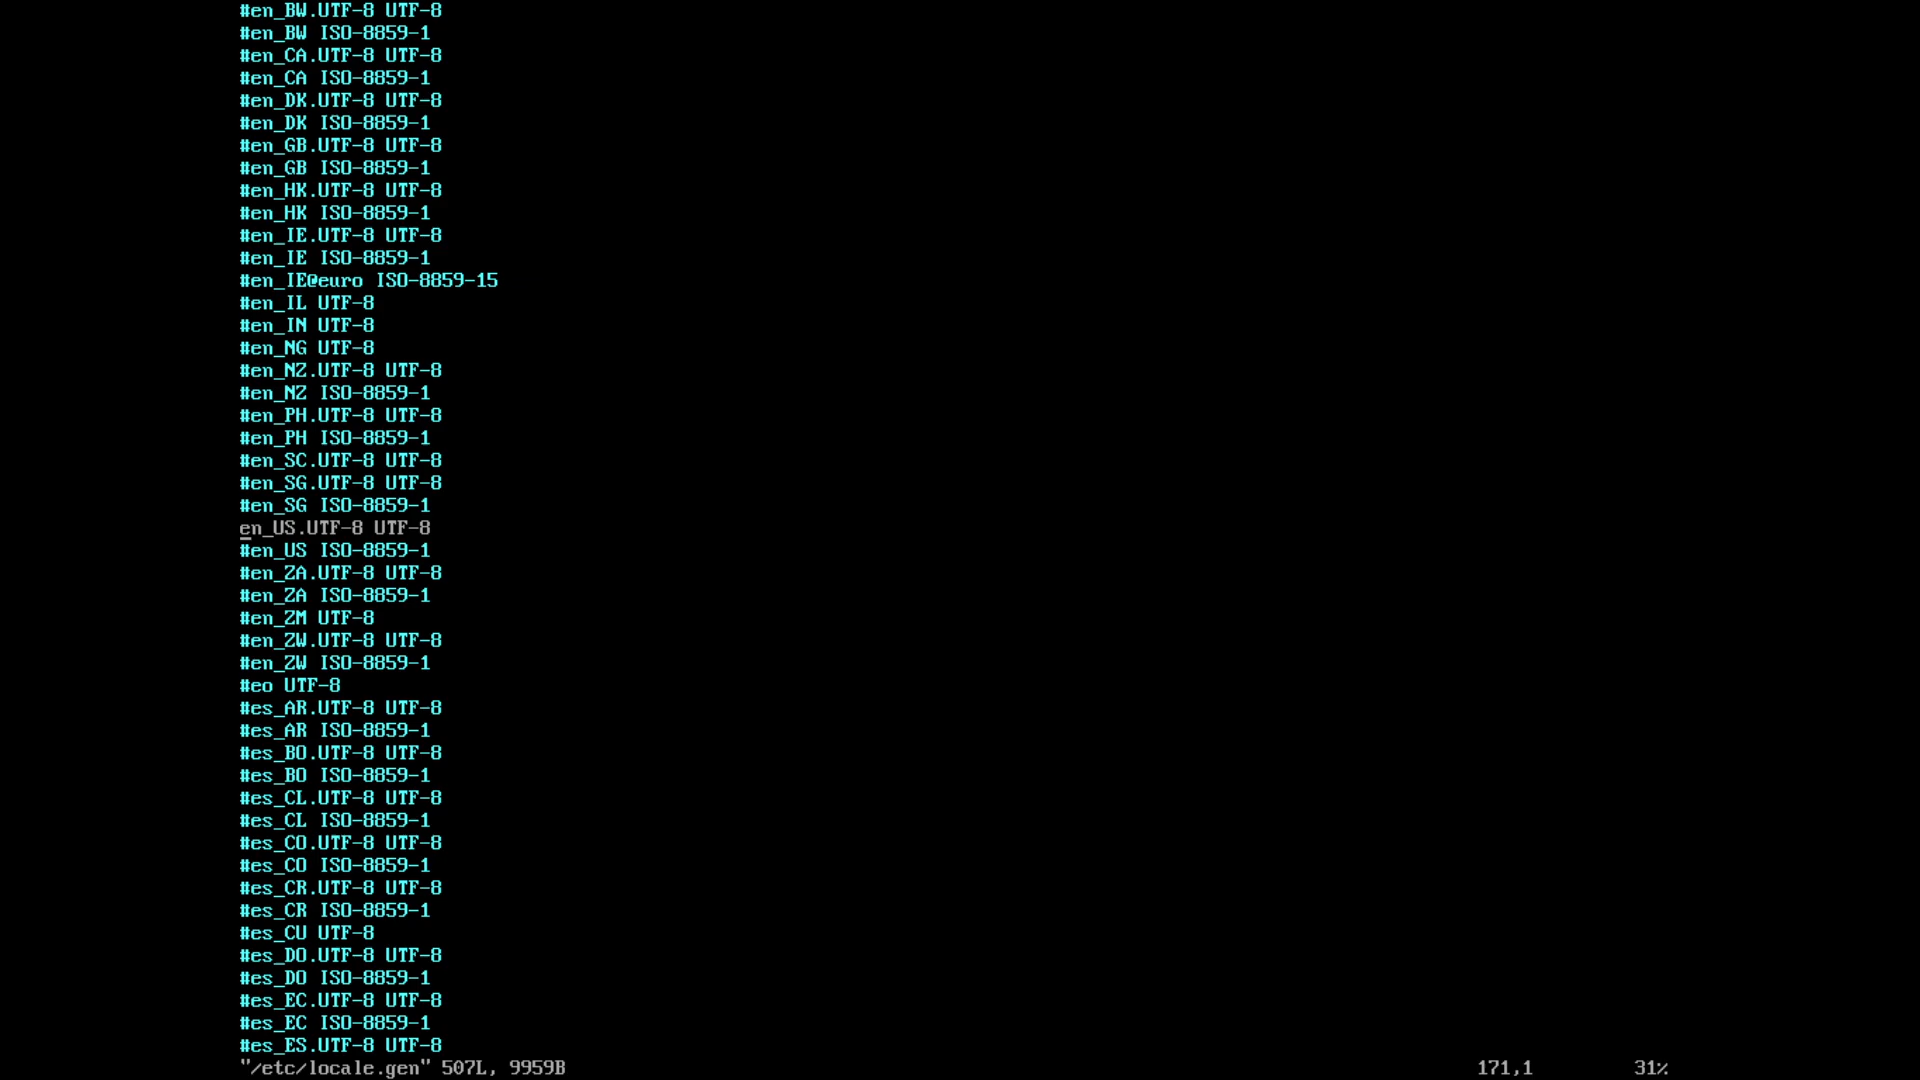 #en_BW.UTF-8 UTF-8
#en_BW ISO-8859-1
#en_CA.UTF-8 UTF-8
#en_CA ISO-8859-1
#en_DK.UTF-8 UTF-8
#en_DK ISO-8859-1
#en_GB.UTF-8 UTF-8
#en_GB ISO-8859-1
#en_HK.UTF-8 UTF-8
#en_HK ISO-8859-1
#en_IE.UTF-8 UTF-8
#en_IE ISO-8859-1
#en_IE@euro ISO-8859-15
#en_IL UTF-8
#en_IN UTF-8
#en_NG UTF-8
#en_NZ.UTF-8 UTF-8
#en_NZ ISO-8859-1
#en_PH.UTF-8 UTF-8
#en_PH ISO-8859-1
#en_SC.UTF-8 UTF-8
#en_SG.UTF-8 UTF-8
#en_SG ISO-8859-1
en_US.UTF-8 UTF-8
#en_US ISO-8859-1
#en_ZA.UTF-8 UTF-8
#en_ZA ISO-8859-1
#en_ZM UTF-8
#en_ZW.UTF-8 UTF-8
#en_ZW ISO-8859-1
#eo UTF-8
#es_AR.UTF-8 UTF-8
#es_AR ISO-8859-1
#es_BO.UTF-8 UTF-8
#es_BO ISO-8859-1
#es_CL.UTF-8 UTF-8
#es_CL ISO-8859-1
#es_CO.UTF-8 UTF-8
#es_CO ISO-8859-1
#es_CR.UTF-8 UTF-8
#es_CR ISO-8859-1
#es_CU UTF-8
#es_DO.UTF-8 UTF-8
#es_DO ISO-8859-1
#es_EC.UTF-8 UTF-8
#es_EC ISO-8859-1
#es_ES.UTF-8 UTF-8
"/etc/locale.gen" 507L, 9959B 171,1 31%